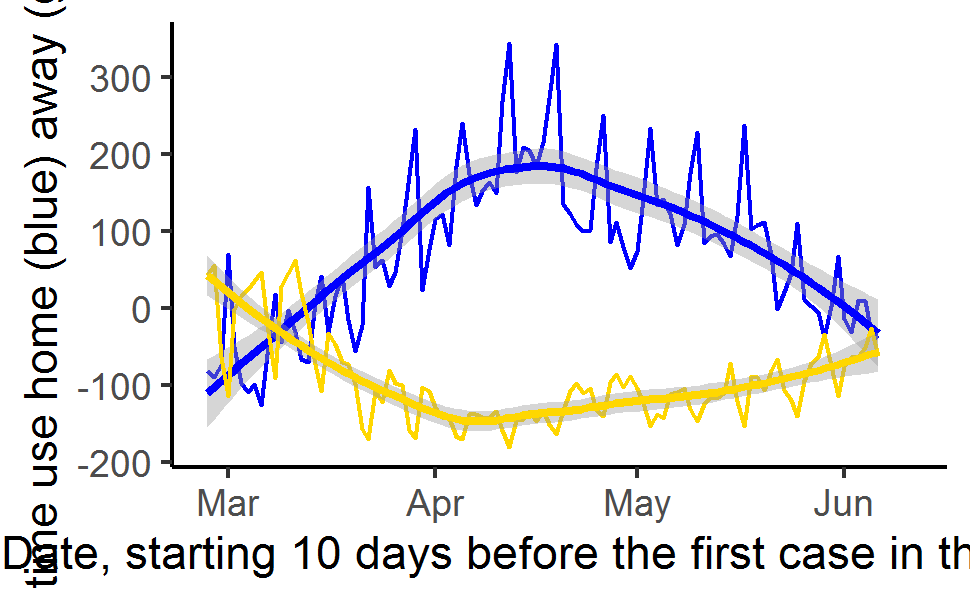 time use home (blue) away (
300
200
100
0
-100
-200
Mar Apr May Jun
Date, starting 10 days before the first case in th